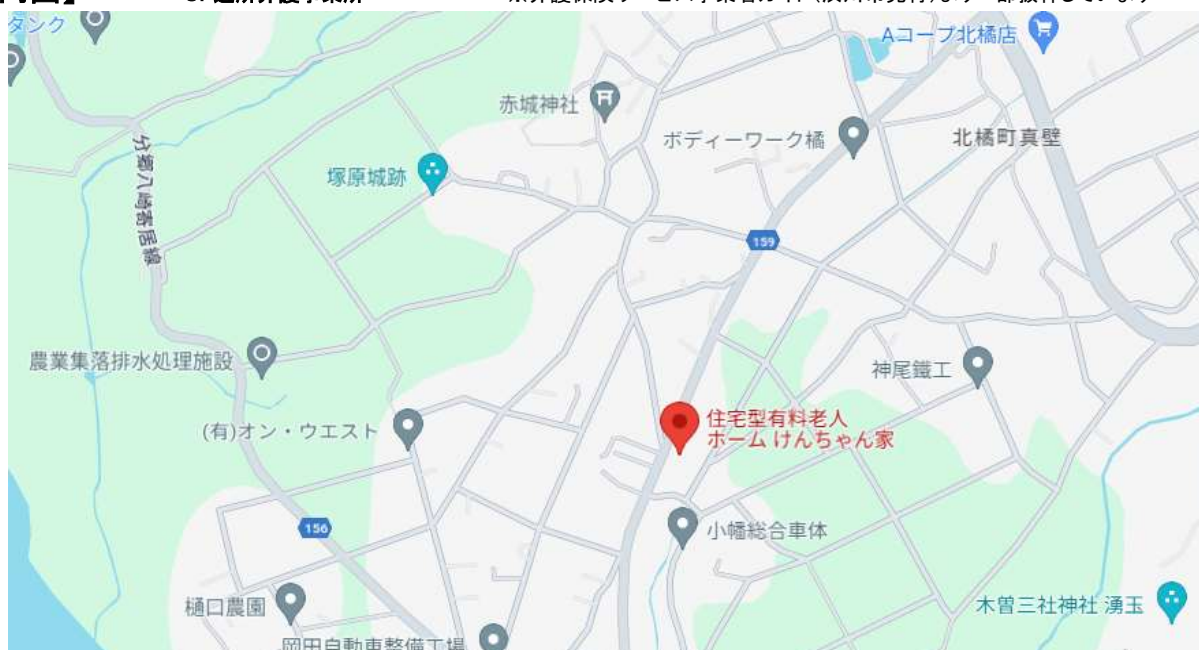 タンク
Aコープ北橘店
赤城神社
ボディーワーク橘
北橘町真壁
分郷八崎寄居線
塚原城跡
159
農業集落排水処理施設
神尾鐵工
住宅型有料老人
ホーム けんちゃん家
(有)オン・ウエスト
156
小幡総合車体
樋口農園
木曽三社神社 湧玉
岡田自動車整備工場